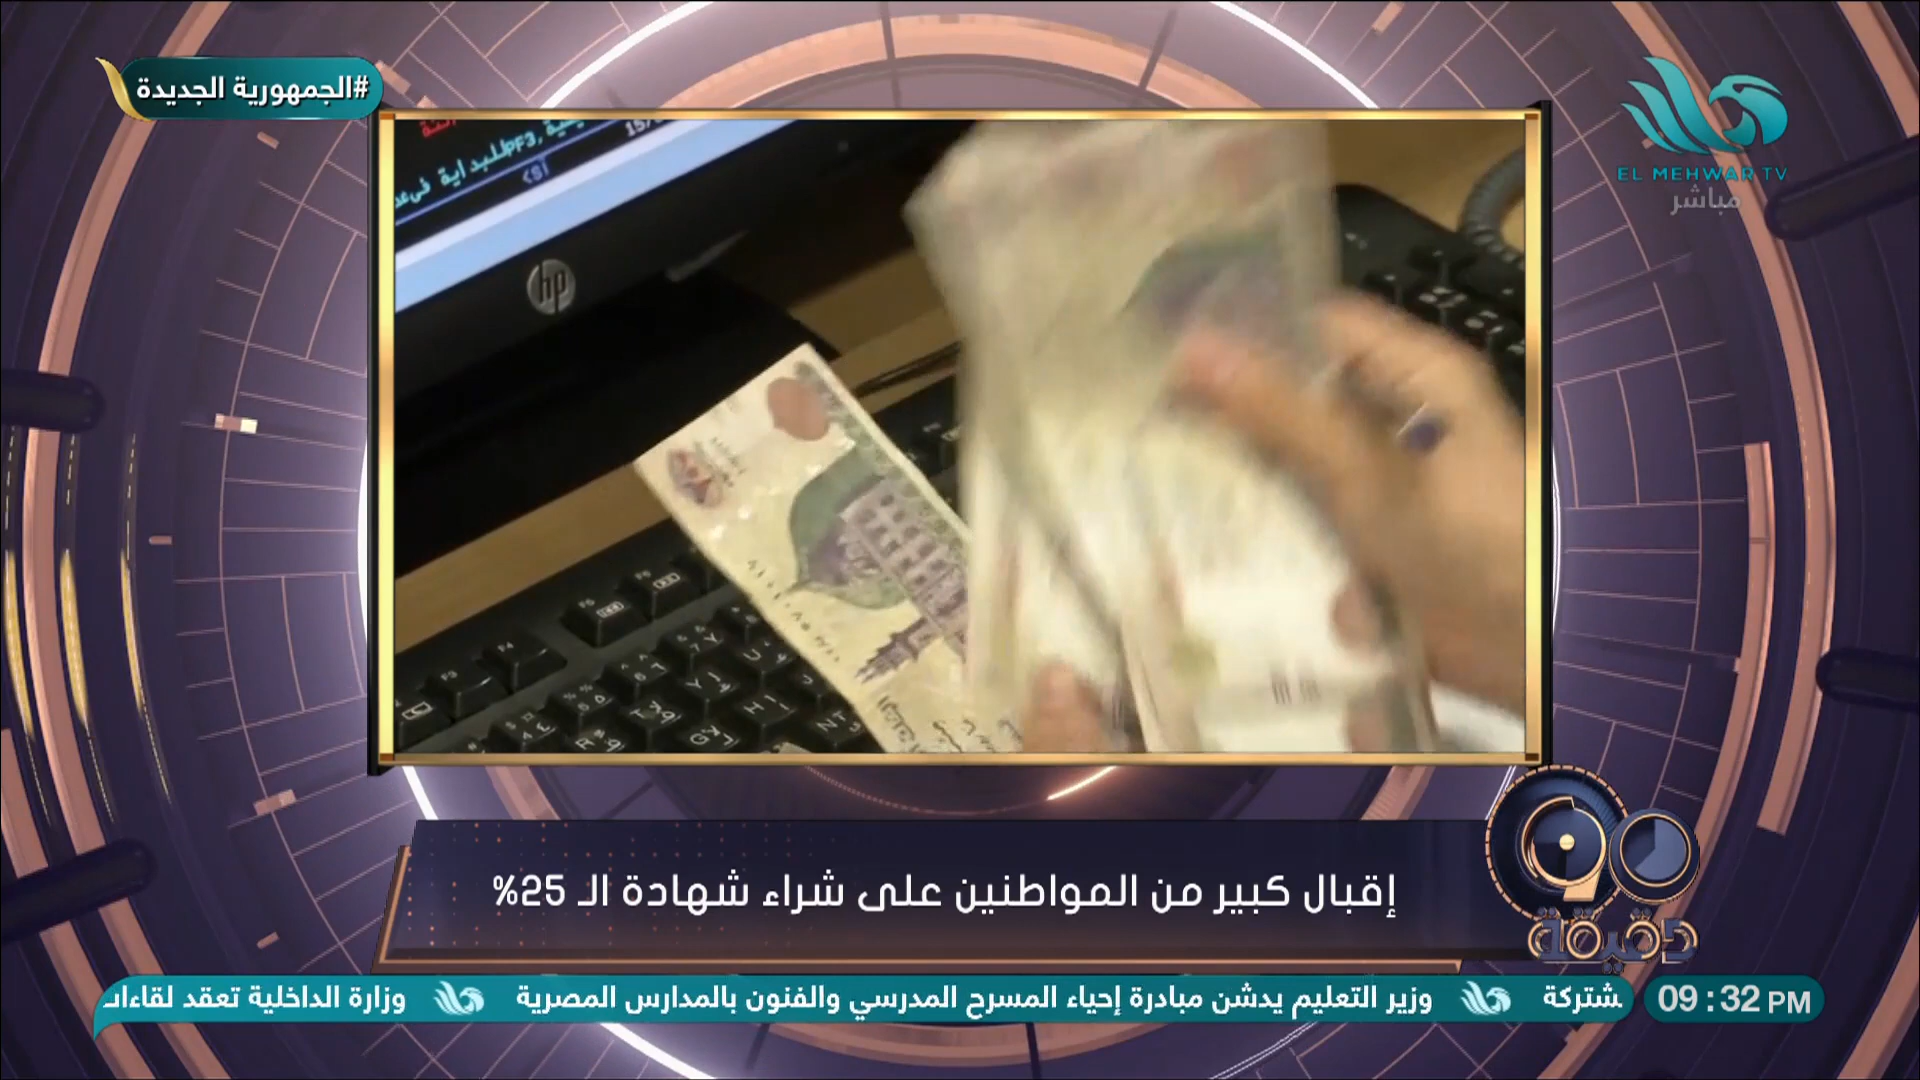 #الجمهورية الجديدة
EL MEHWAR TV
مباشر
hp
إقبال كبير من المواطنين على شراء شهادة الـ 25%
90
دقيقة
شتركة
وزير التعليم يدشن مبادرة إحياء المسرح المدرسي والفنون بالمدارس المصرية
وزارة الداخلية تعقد لقاءات
09:32 PM